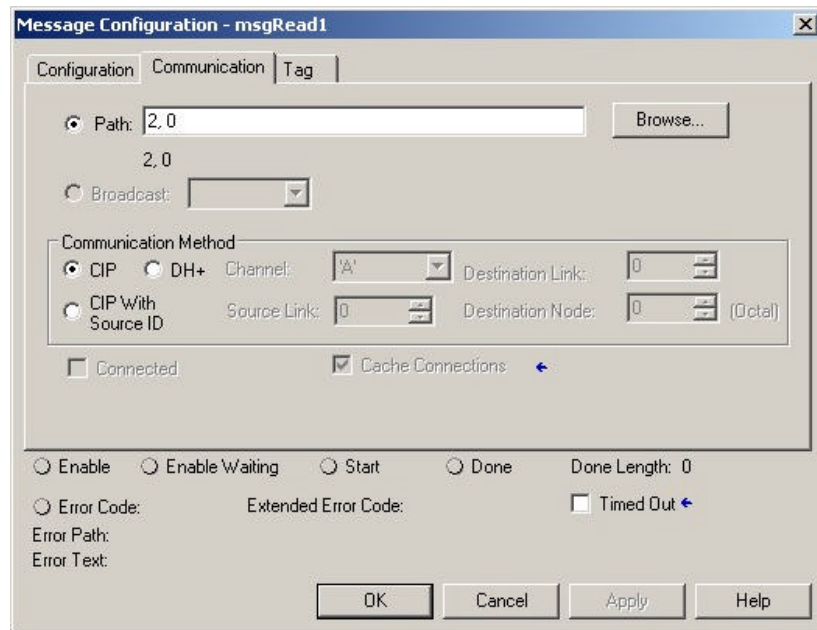 Message Configuration - msgRead1
Configuration Communication Tag
Path: 2, 0 Browse...
2, 0
Broadcast:
Communication Method
CIP DH+ Channel: 'A' Destination Link: 0
CIP With Source ID Source Link: 0 Destination Node: 0 (Octal)
Connected Cache Connections
Enable Enable Waiting Start Done Done Length: 0
Error Code: Extended Error Code: Timed Out
Error Path:
Error Text:
OK Cancel Apply Help